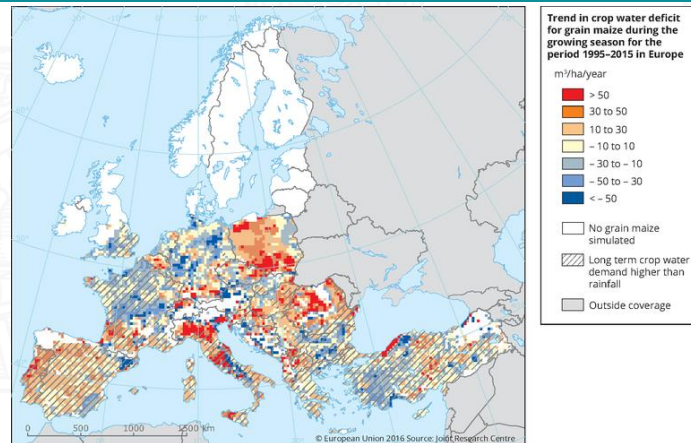 Trend in crop water deficit
for grain maize during the
growing season for the
period 1995–2015 in Europe
m³/ha/year
> 50
30 to 50
10 to 30
– 10 to 10
– 30 to – 10
– 50 to – 30
< – 50
No grain maize
simulated
Long term crop water
demand higher than
rainfall
Outside coverage
0 500 1000 1500 km
© European Union 2016 Source: Joint Research Centre